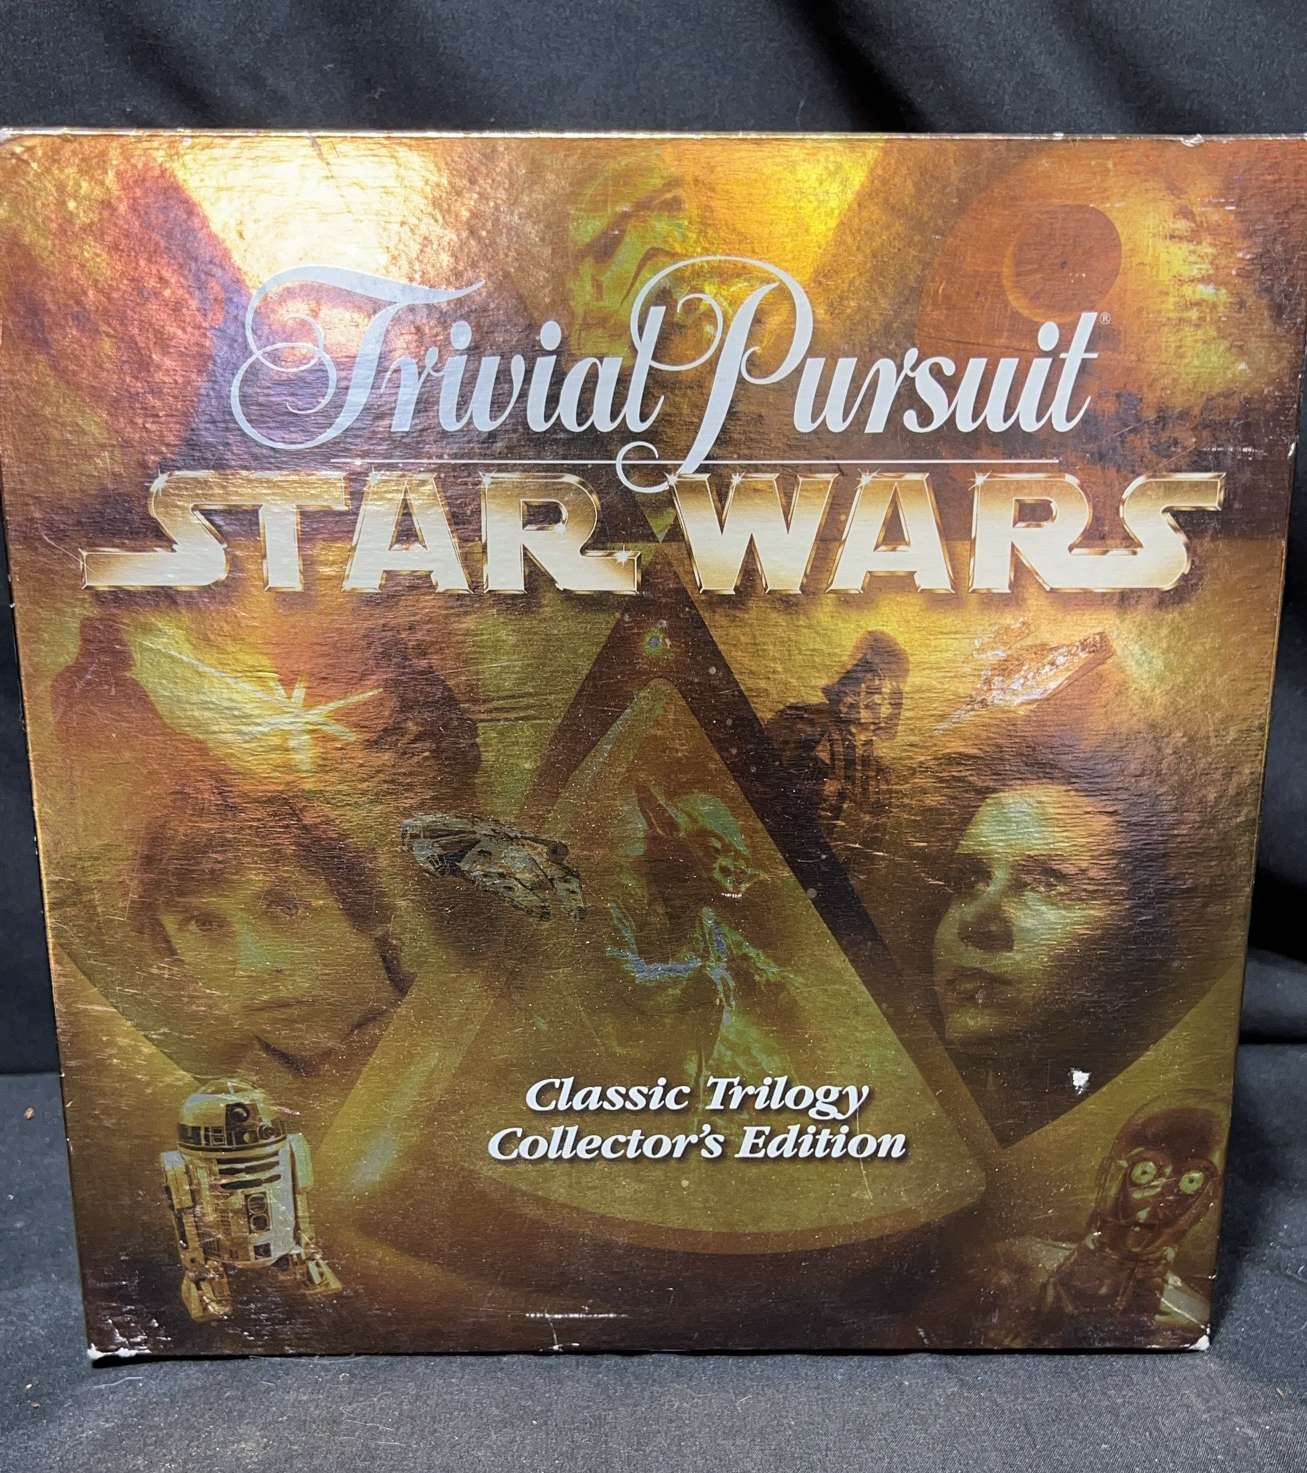 Trivial Pursuit®
STAR WARS
Classic Trilogy
Collector's Edition